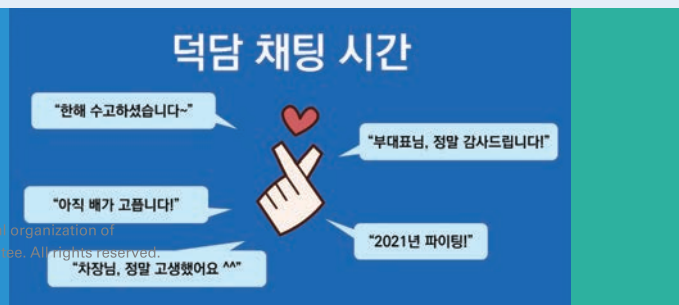 덕담 채팅 시간
“한해 수고하셨습니다~”
“부대표님, 정말 감사드립니다!”
“아직 배가 고픕니다!”
“2021년 파이팅!”
“차장님, 정말 고생했어요 ^^”
organization of
tee. All rights reserved.